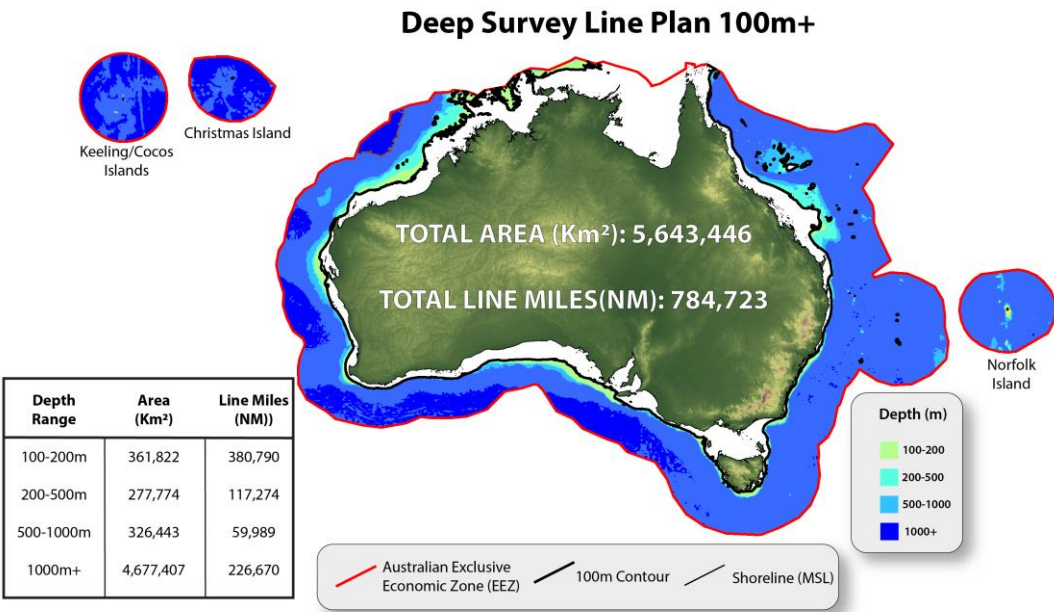 Deep Survey Line Plan 100m+
Keeling/Cocos
Islands
Christmas Island
TOTAL AREA (Km²): 5,643,446
TOTAL LINE MILES(NM): 784,723
Norfolk
Island
Depth Range Area (Km²) Line Miles (NM))
100-200m 361,822 380,790
200-500m 277,774 117,274
500-1000m 326,443 59,989
1000m+ 4,677,407 226,670
Depth (m)
100-200
200-500
500-1000
1000+
Australian Exclusive
Economic Zone (EEZ)
100m Contour
Shoreline (MSL)